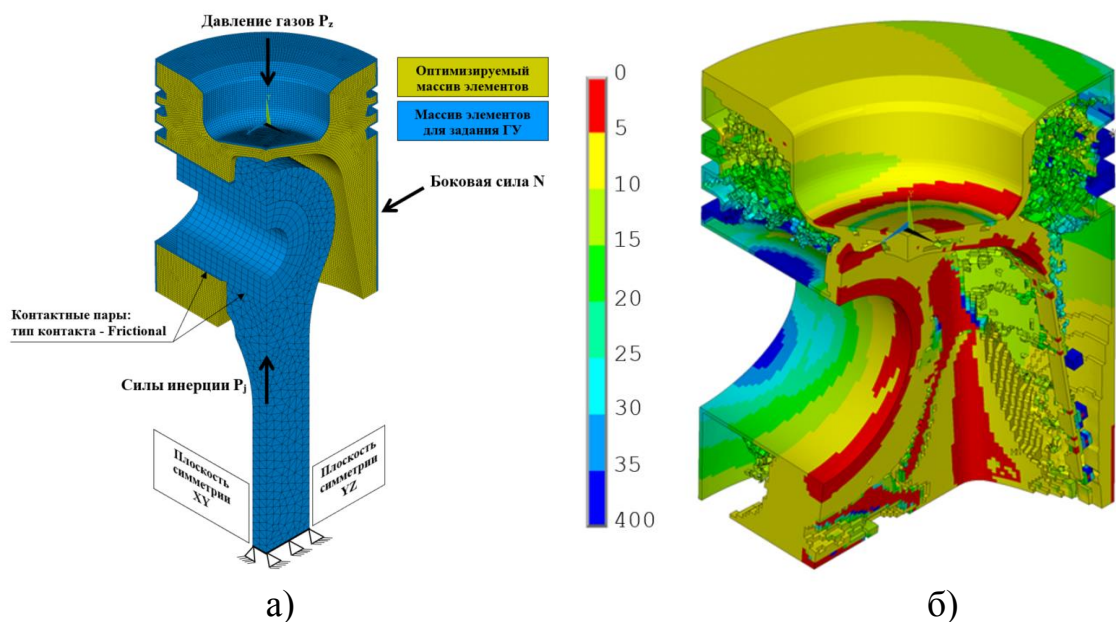 Давление газов Pz
Оптимизируемый
массив элементов
Массив элементов
для задания ГУ
Боковая сила N
Контактные пары:
тип контакта - Frictional
Силы инерции Pj
Плоскость
симметрии
XY
Плоскость
симметрии
YZ
а)
0
5
10
15
20
25
30
35
400
б)